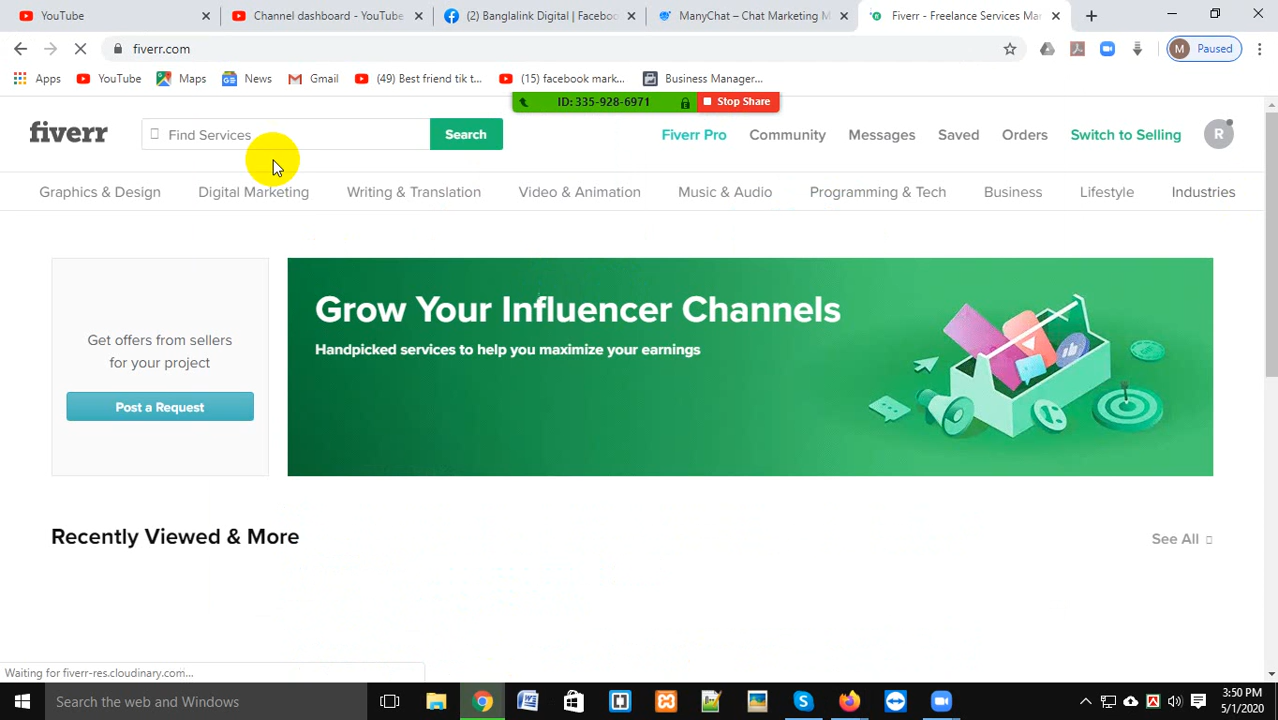 YouTube
Channel dashboard - YouTube
(2) Banglalink Digital | Faceboo
ManyChat – Chat Marketing M
Fiverr - Freelance Services Mar
fiverr.com
M Paused
Apps YouTube Maps News Gmail (49) Best friend tik t... (15) facebook mark... Business Manager...
ID: 335-928-6971 Stop Share
fiverr Find Services Search Fiverr Pro Community Messages Saved Orders Switch to Selling R
Graphics & Design Digital Marketing Writing & Translation Video & Animation Music & Audio Programming & Tech Business Lifestyle Industries
Get offers from sellers
for your project
Post a Request
Grow Your Influencer Channels
Handpicked services to help you maximize your earnings
Recently Viewed & More
See All
Waiting for fiverr-res.cloudinary.com...
Search the web and Windows
3:50 PM
5/1/2020